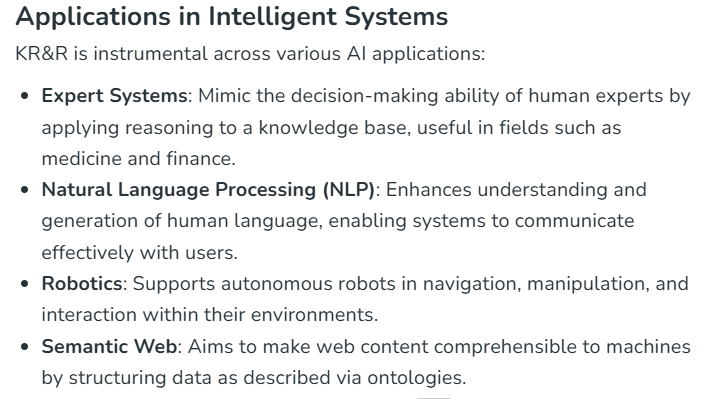 Applications in Intelligent Systems
KR&R is instrumental across various AI applications:
• Expert Systems: Mimic the decision-making ability of human experts by
applying reasoning to a knowledge base, useful in fields such as
medicine and finance.
• Natural Language Processing (NLP): Enhances understanding and
generation of human language, enabling systems to communicate
effectively with users.
• Robotics: Supports autonomous robots in navigation, manipulation, and
interaction within their environments.
• Semantic Web: Aims to make web content comprehensible to machines
by structuring data as described via ontologies.